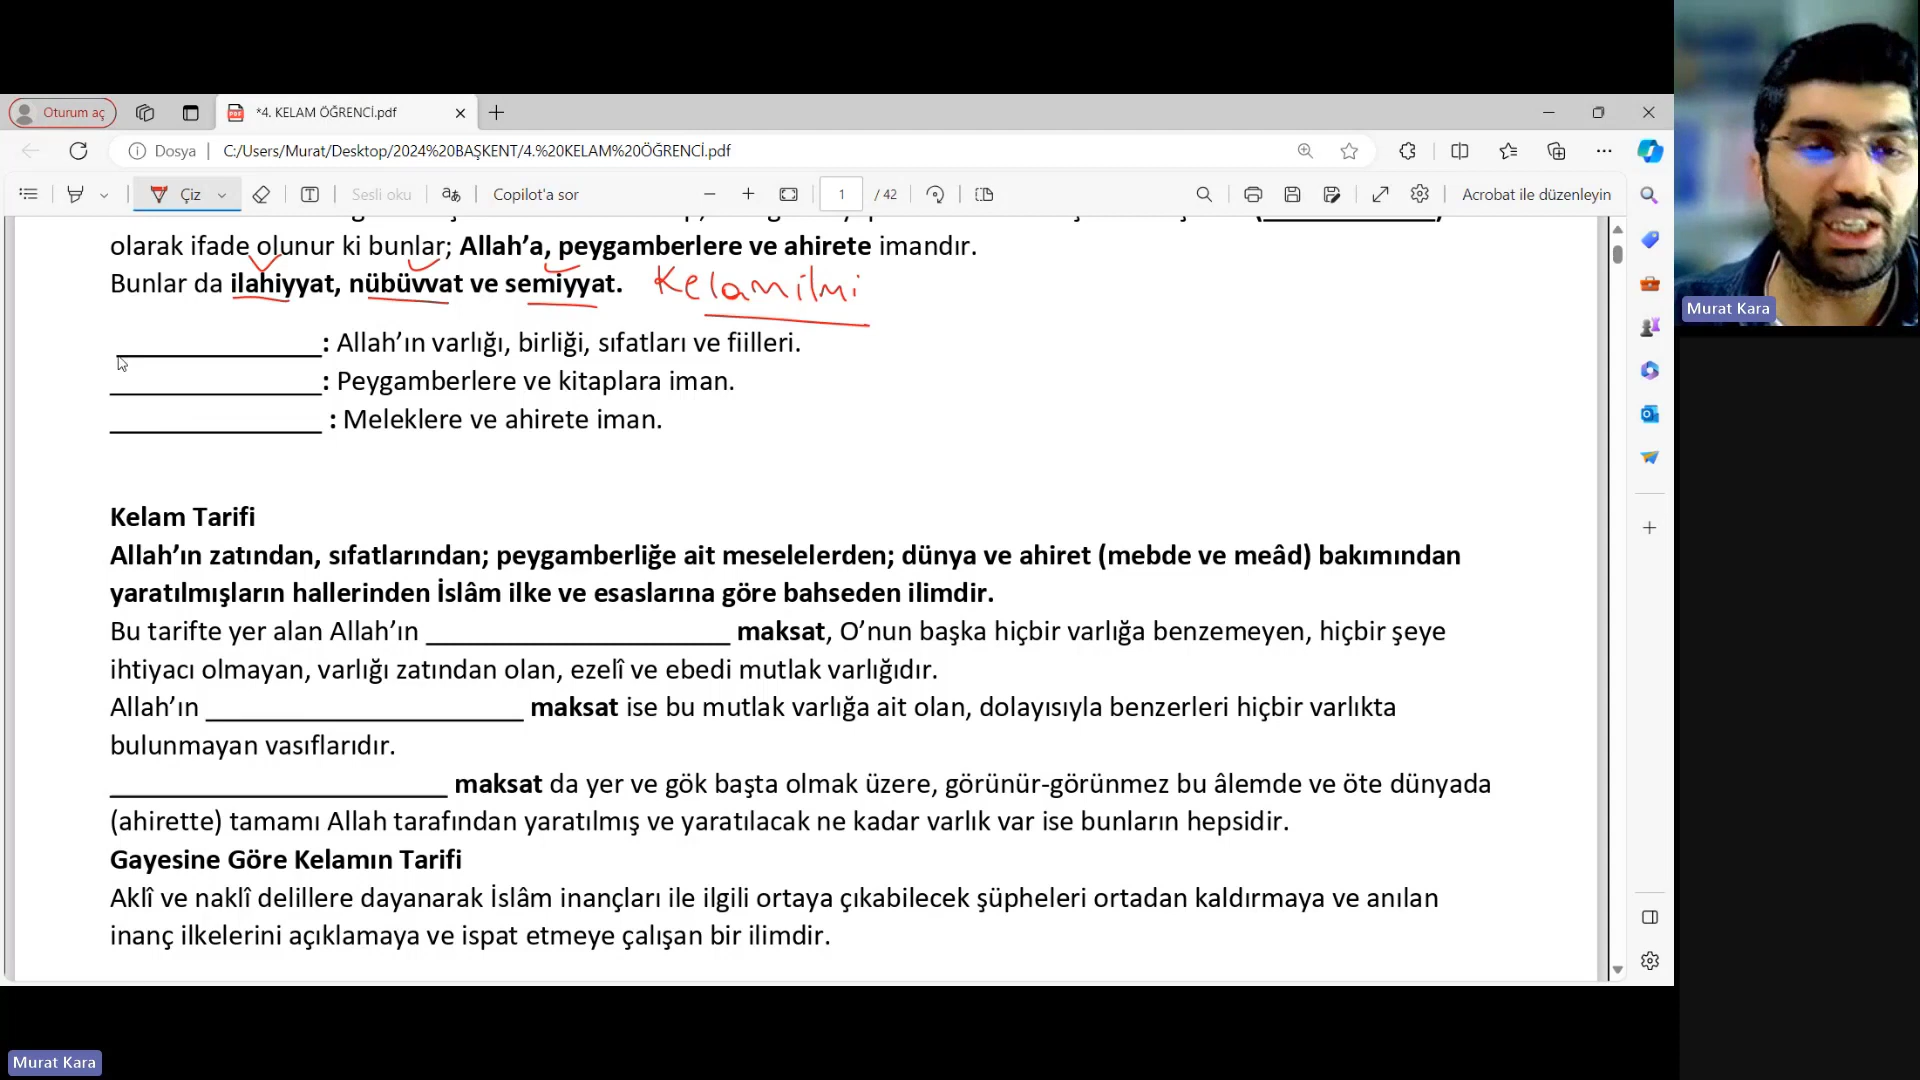 Oturum aç
*4. KELAM ÖĞRENCİ.pdf
Dosya
C:/Users/Murat/Desktop/2024%20BAŞKENT/4.%20KELAM%20ÖĞRENCİ.pdf
Çiz
Sesli oku
aあ
Copilot'a sor
1
/ 42
Acrobat ile düzenleyin
olarak ifade olunur ki bunlar; Allah’a, peygamberlere ve ahirete imandır.
Bunlar da ilahiyyat, nübüvvat ve semiyyat. Kelam ilmi
_______________: Allah’ın varlığı, birliği, sıfatları ve fiilleri.
_______________: Peygamberlere ve kitaplara iman.
_______________ : Meleklere ve ahirete iman.
Kelam Tarifi
Allah’ın zatından, sıfatlarından; peygamberliğe ait meselelerden; dünya ve ahiret (mebde ve meâd) bakımından
yaratılmışların hallerinden İslâm ilke ve esaslarına göre bahseden ilimdir.
Bu tarifte yer alan Allah’ın _____________________ maksat, O’nun başka hiçbir varlığa benzemeyen, hiçbir şeye
ihtiyacı olmayan, varlığı zatından olan, ezelî ve ebedi mutlak varlığıdır.
Allah’ın ______________________ maksat ise bu mutlak varlığa ait olan, dolayısıyla benzerleri hiçbir varlıkta
bulunmayan vasıflarıdır.
________________________ maksat da yer ve gök başta olmak üzere, görünür-görünmez bu âlemde ve öte dünyada
(ahirette) tamamı Allah tarafından yaratılmış ve yaratılacak ne kadar varlık var ise bunların hepsidir.
Gayesine Göre Kelamın Tarifi
Aklî ve naklî delillere dayanarak İslâm inançları ile ilgili ortaya çıkabilecek şüpheleri ortadan kaldırmaya ve anılan
inanç ilkelerini açıklamaya ve ispat etmeye çalışan bir ilimdir.
Murat Kara
Murat Kara